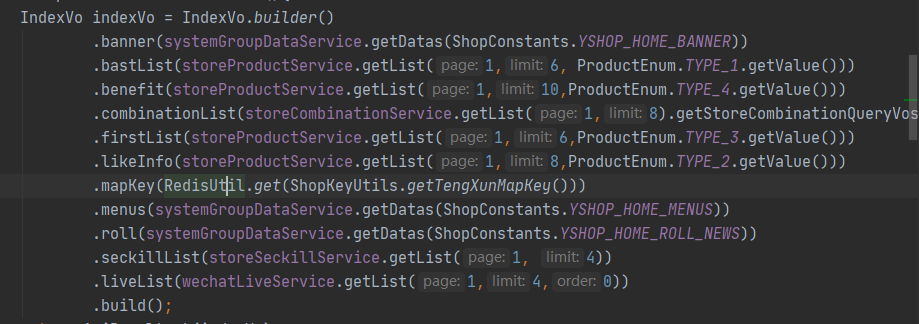 IndexVo indexVo = IndexVo.builder()
.banner(systemGroupDataService.getDatas(ShopConstants.YSHOP_HOME_BANNER))
.bastList(storeProductService.getList( page: 1, limit: 6, ProductEnum.TYPE_1.getValue()))
.benefit(storeProductService.getList( page: 1, limit: 10,ProductEnum.TYPE_4.getValue()))
.combinationList(storeCombinationService.getList( page: 1, limit: 8).getStoreCombinationQueryVos
.firstList(storeProductService.getList( page: 1, limit: 6,ProductEnum.TYPE_3.getValue()))
.likeInfo(storeProductService.getList( page: 1, limit: 8,ProductEnum.TYPE_2.getValue()))
.mapKey(RedisUtil.get(ShopKeyUtils.getTengXunMapKey()))
.menus(systemGroupDataService.getDatas(ShopConstants.YSHOP_HOME_MENUS))
.roll(systemGroupDataService.getDatas(ShopConstants.YSHOP_HOME_ROLL_NEWS))
.seckillList(storeSeckillService.getList( page: 1, limit: 4))
.liveList(wechatLiveService.getList( page: 1, limit: 4, order: 0))
.build();